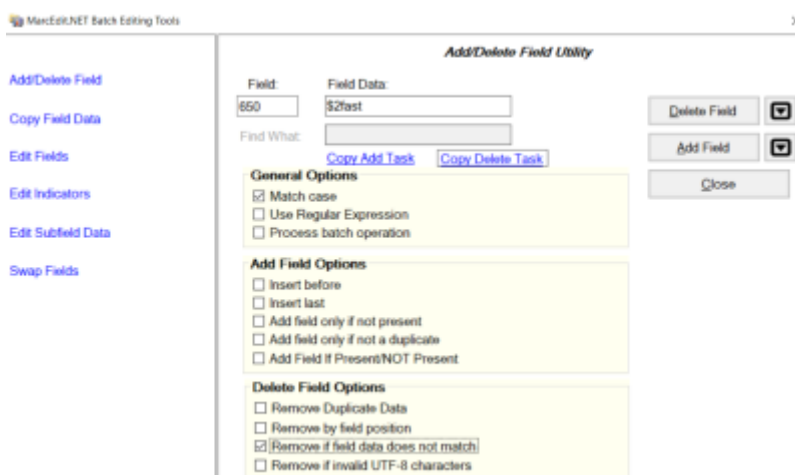 MarcEdit.NET Batch Editing Tools
Add/Delete Field Utility
Add/Delete Field
Copy Field Data
Edit Fields
Edit Indicators
Edit Subfield Data
Swap Fields
Field: Field Data:
650 $2fast
Find What:
Copy Add Task Copy Delete Task
Delete Field
Add Field
Close
General Options
Match case
Use Regular Expression
Process batch operation
Add Field Options
Insert before
Insert last
Add field only if not present
Add field only if not a duplicate
Add Field If Present/NOT Present
Delete Field Options
Remove Duplicate Data
Remove by field position
Remove if field data does not match
Remove if invalid UTF-8 characters